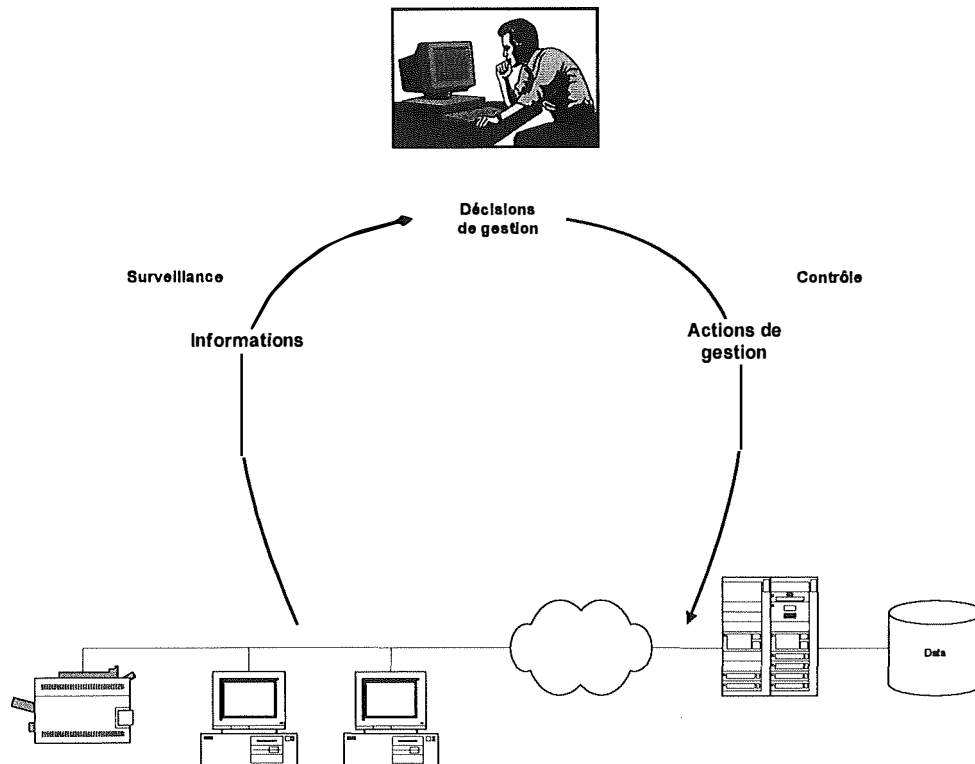 Décisions
de gestion
Surveillance
Contrôle
Informations
Actions de
gestion
Data